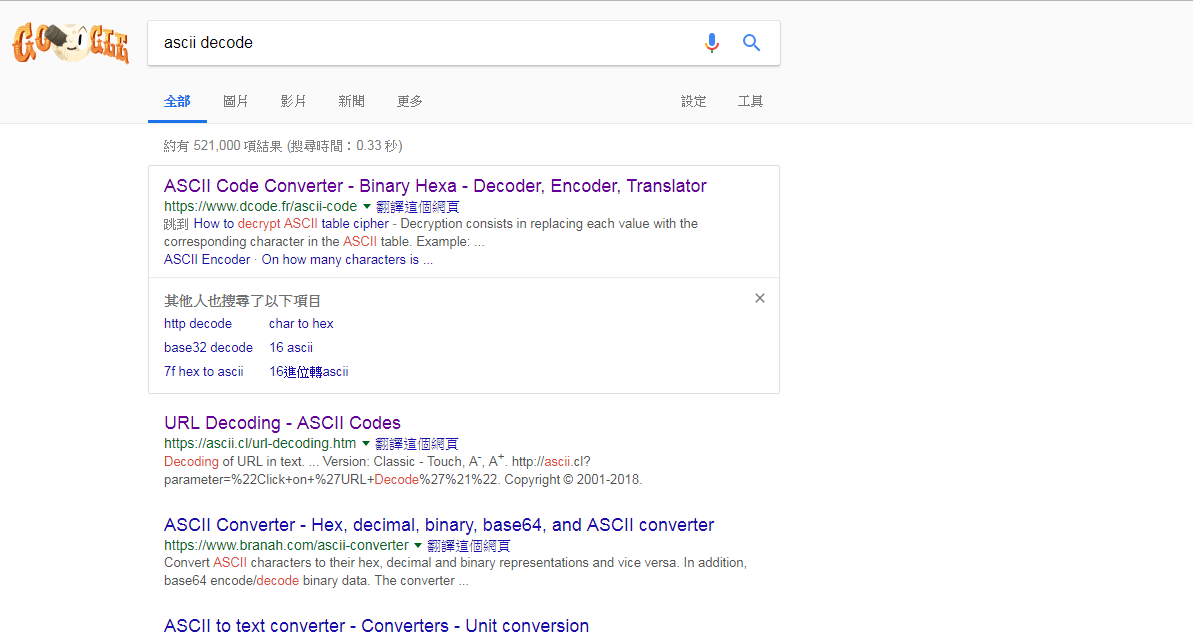 GOOGLE
ascii decode
全部 圖片 影片 新聞 更多 設定 工具
約有 521,000 項結果 (搜尋時間:0.33 秒)
ASCII Code Converter - Binary Hexa - Decoder, Encoder, Translator
https://www.dcode.fr/ascii-code ▼ 翻譯這個網頁
跳到 How to decrypt ASCII table cipher - Decryption consists in replacing each value with the
corresponding character in the ASCII table. Example: ...
ASCII Encoder · On how many characters is ...
其他人也搜尋了以下項目
http decode char to hex
base32 decode 16 ascii
7f hex to ascii 16進位轉ascii
URL Decoding - ASCII Codes
https://ascii.cl/url-decoding.htm ▼ 翻譯這個網頁
Decoding of URL in text. ... Version: Classic - Touch, A⁻, A⁺. http://ascii.cl?
parameter=%22Click+on+%27URL+Decode%27%21%22. Copyright © 2001-2018.
ASCII Converter - Hex, decimal, binary, base64, and ASCII converter
https://www.branah.com/ascii-converter ▼ 翻譯這個網頁
Convert ASCII characters to their hex, decimal and binary representations and vice versa. In addition,
base64 encode/decode binary data. The converter ...
ASCII to text converter - Converters - Unit conversion